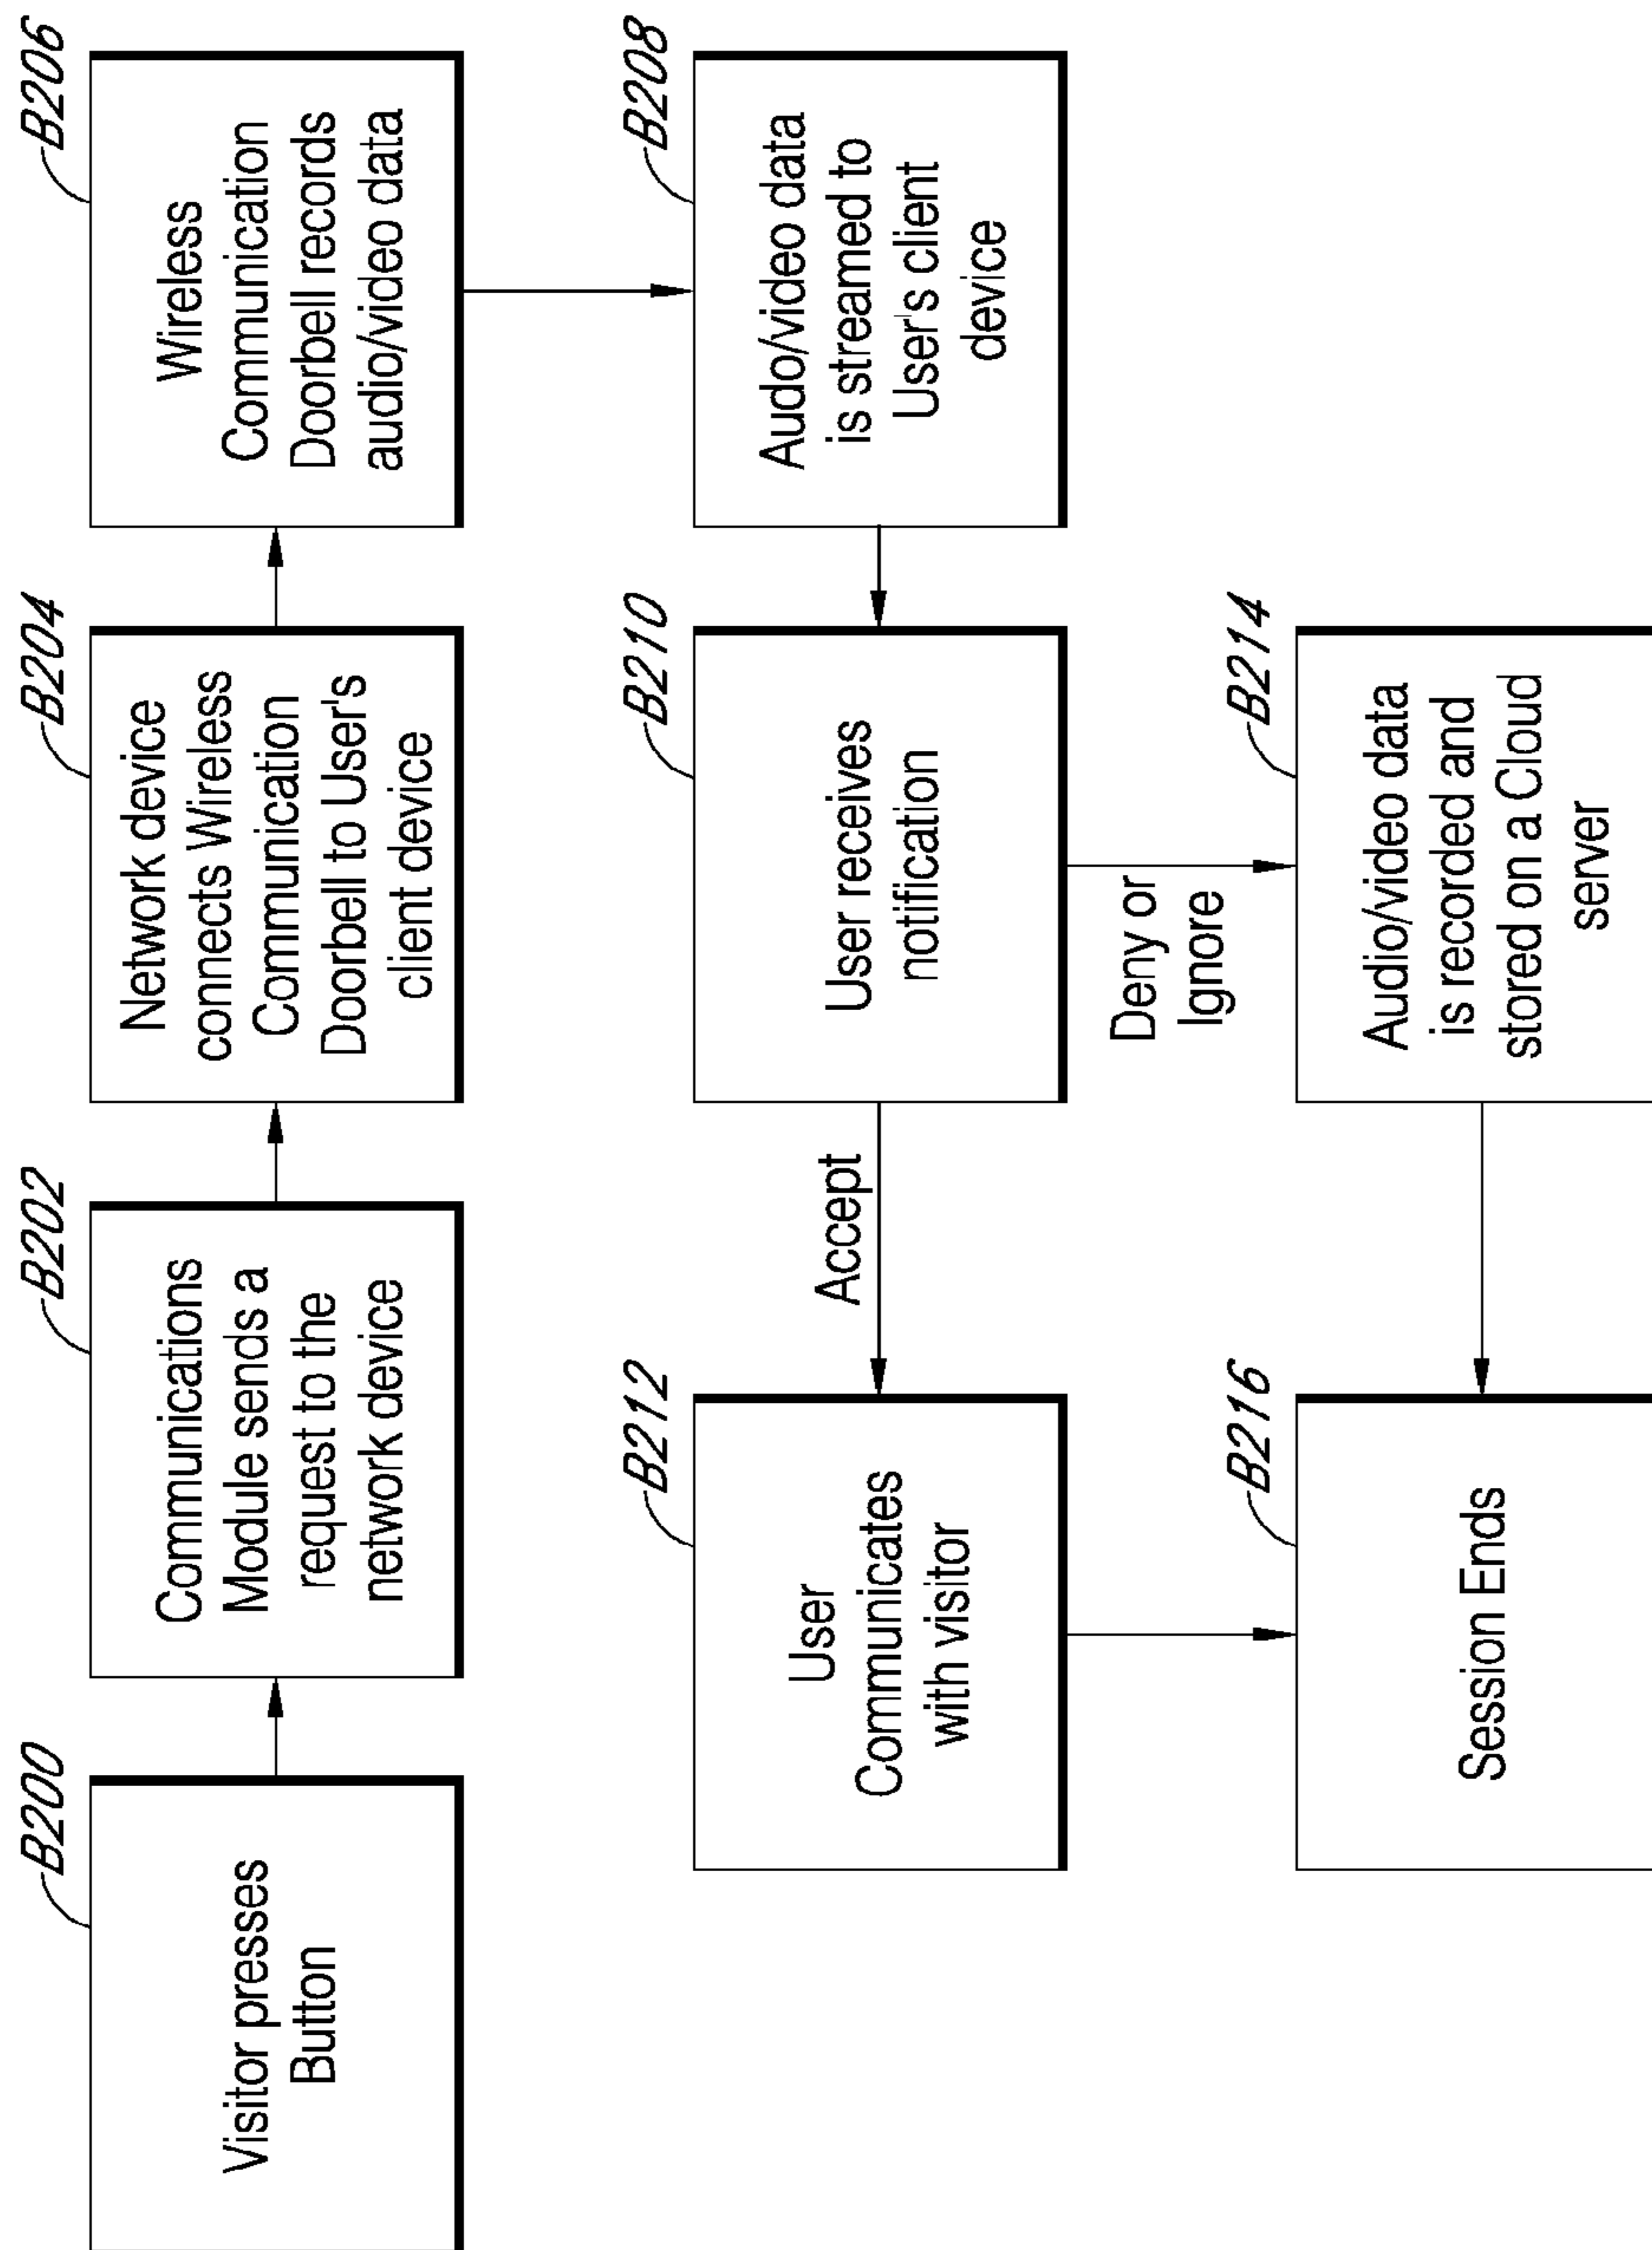 B200
Visitor presses
Button
B202
Communications
Module sends a
request to the
network device
B204
Network device
connects Wireless
Communication
Doorbell to User's
client device
B206
Wireless
Communication
Doorbell records
audio/video data
B208
Audo/video data
is streamed to
User's client
device
B210
User receives
notification
Accept
Deny or
Ignore
B212
User
Communicates
with visitor
B214
Audio/video data
is recorded and
stored on a Cloud
server
B216
Session Ends